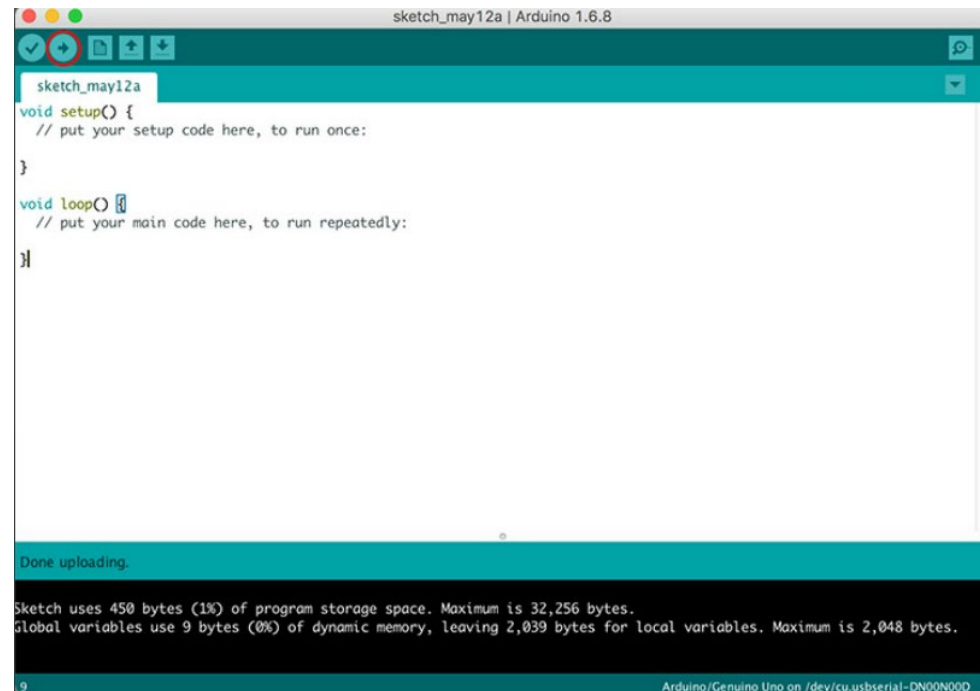 sketch_may12a | Arduino 1.6.8
sketch_may12a
void setup() {
  // put your setup code here, to run once:
}
void loop() {
  // put your main code here, to run repeatedly:
}
Done uploading.
Sketch uses 450 bytes (1%) of program storage space. Maximum is 32,256 bytes.
Global variables use 9 bytes (0%) of dynamic memory, leaving 2,039 bytes for local variables. Maximum is 2,048 bytes.
9 Arduino/Genuino Uno on /dev/cu.usbserial-DN00N00D